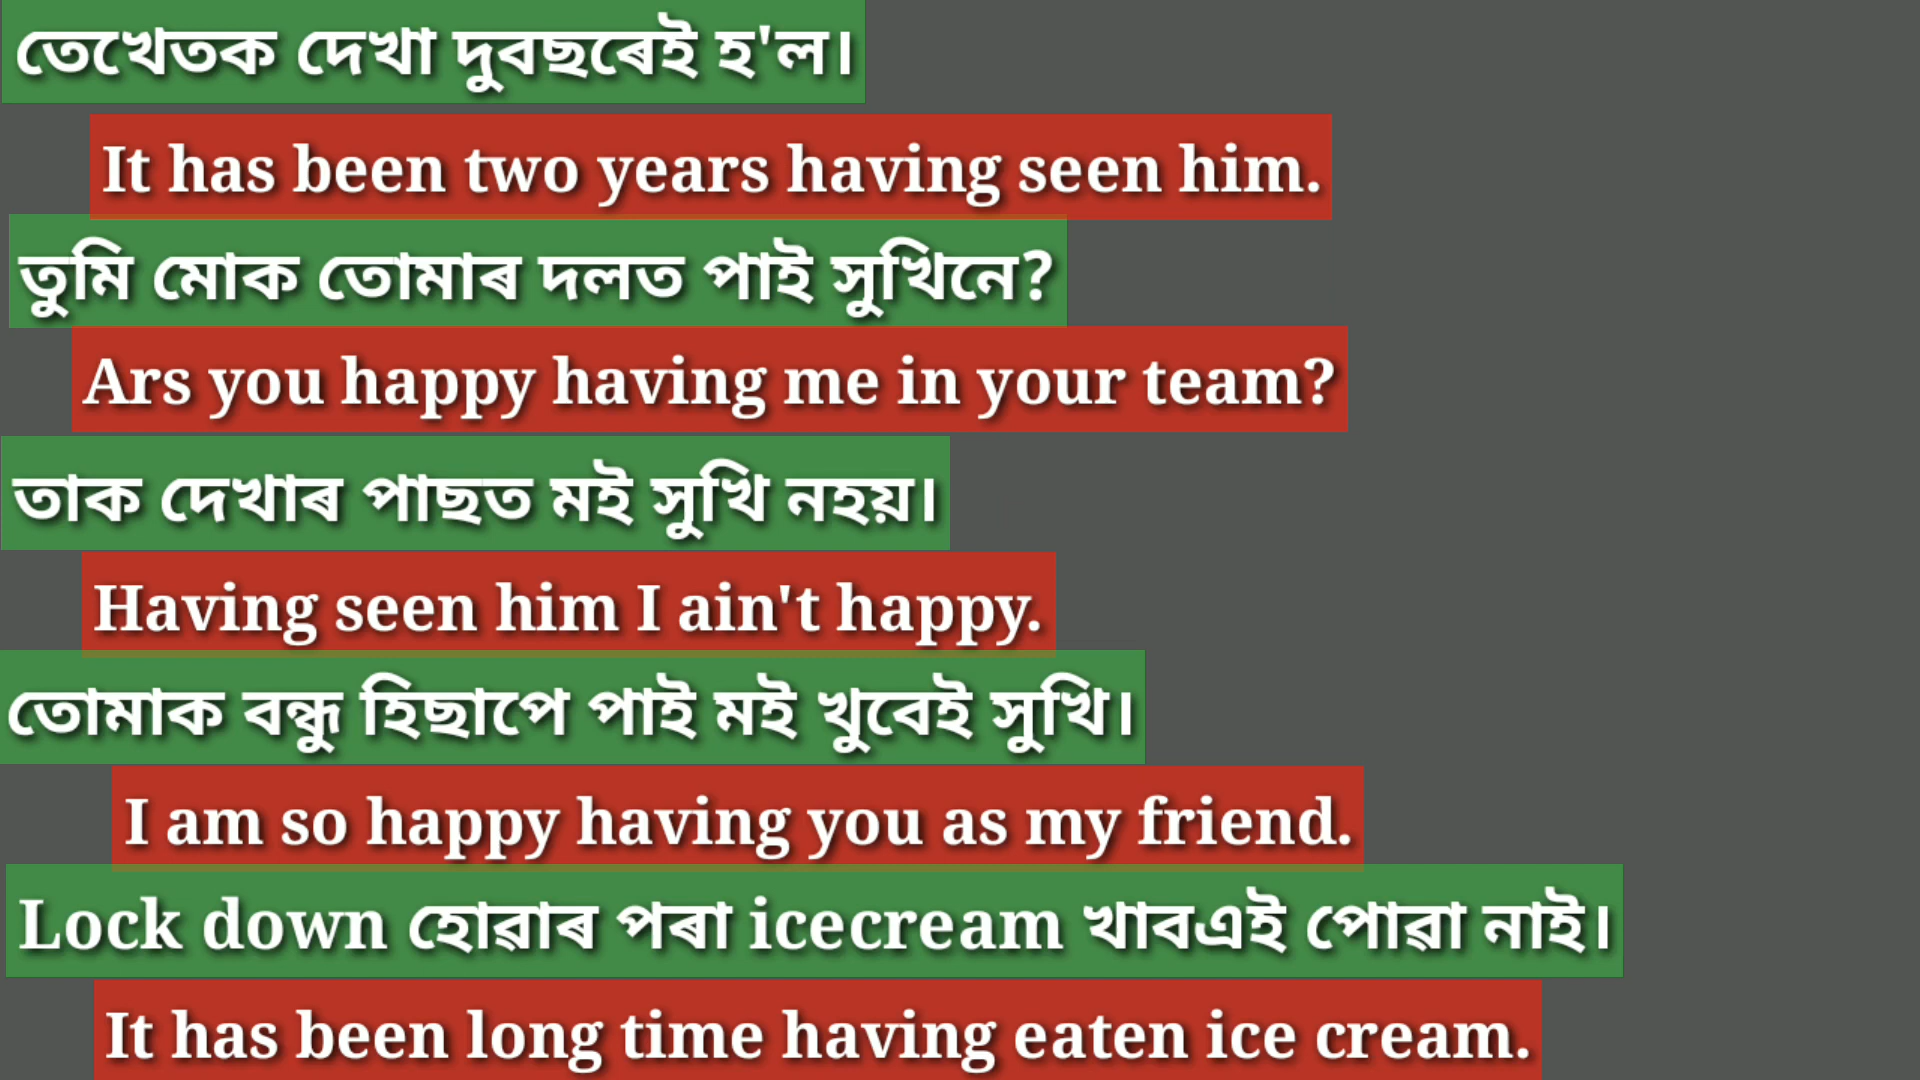 তেখেতক দেখা দুবছৰেই হ'ল।
It has been two years having seen him.
তুমি মোক তোমাৰ দলত পাই সুখিনে?
Ars you happy having me in your team?
তাক দেখাৰ পাছত মই সুখি নহয়।
Having seen him I ain't happy.
তোমাক বন্ধু হিছাপে পাই মই খুবেই সুখি।
I am so happy having you as my friend.
Lock down হোৱাৰ পৰা icecream খাবএই পোৱা নাই।
It has been long time having eaten ice cream.